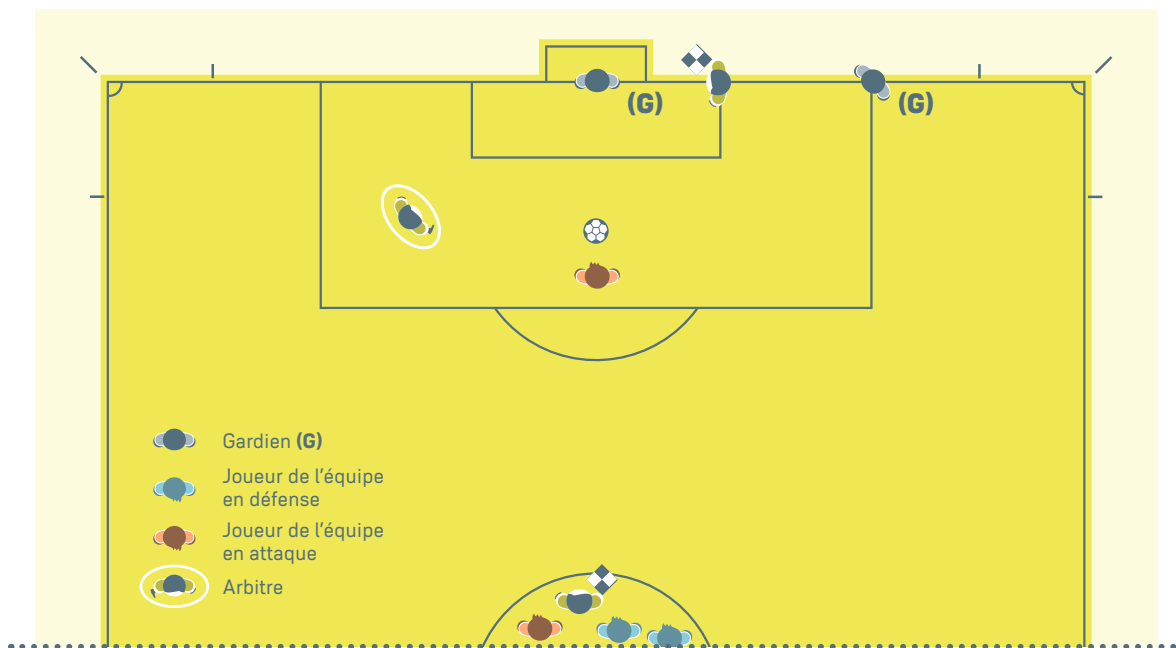 (G)
(G)
Gardien (G)
Joueur de l'équipe
en défense
Joueur de l'équipe
en attaque
Arbitre